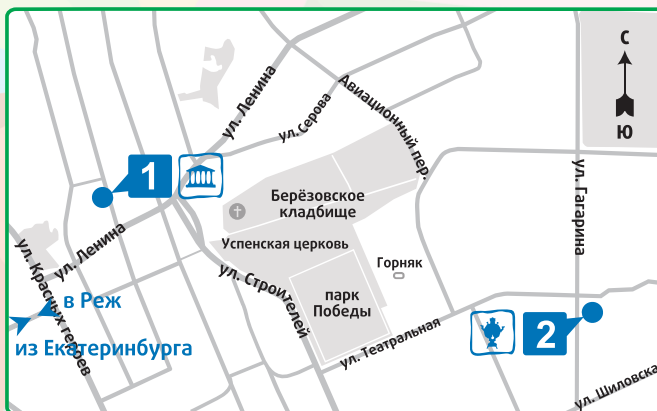 С
Ю
ул. Ленина
Авиационный пер.
ул. Серова
1
ул. Гагарина
Берёзовское
кладбище
ул. Ленина
Успенская церковь
ул. Красных героев
ул. Строителей
Горняк
в Реж
парк
Победы
из Екатеринбурга
ул. Театральная
2
ул. Шиловска